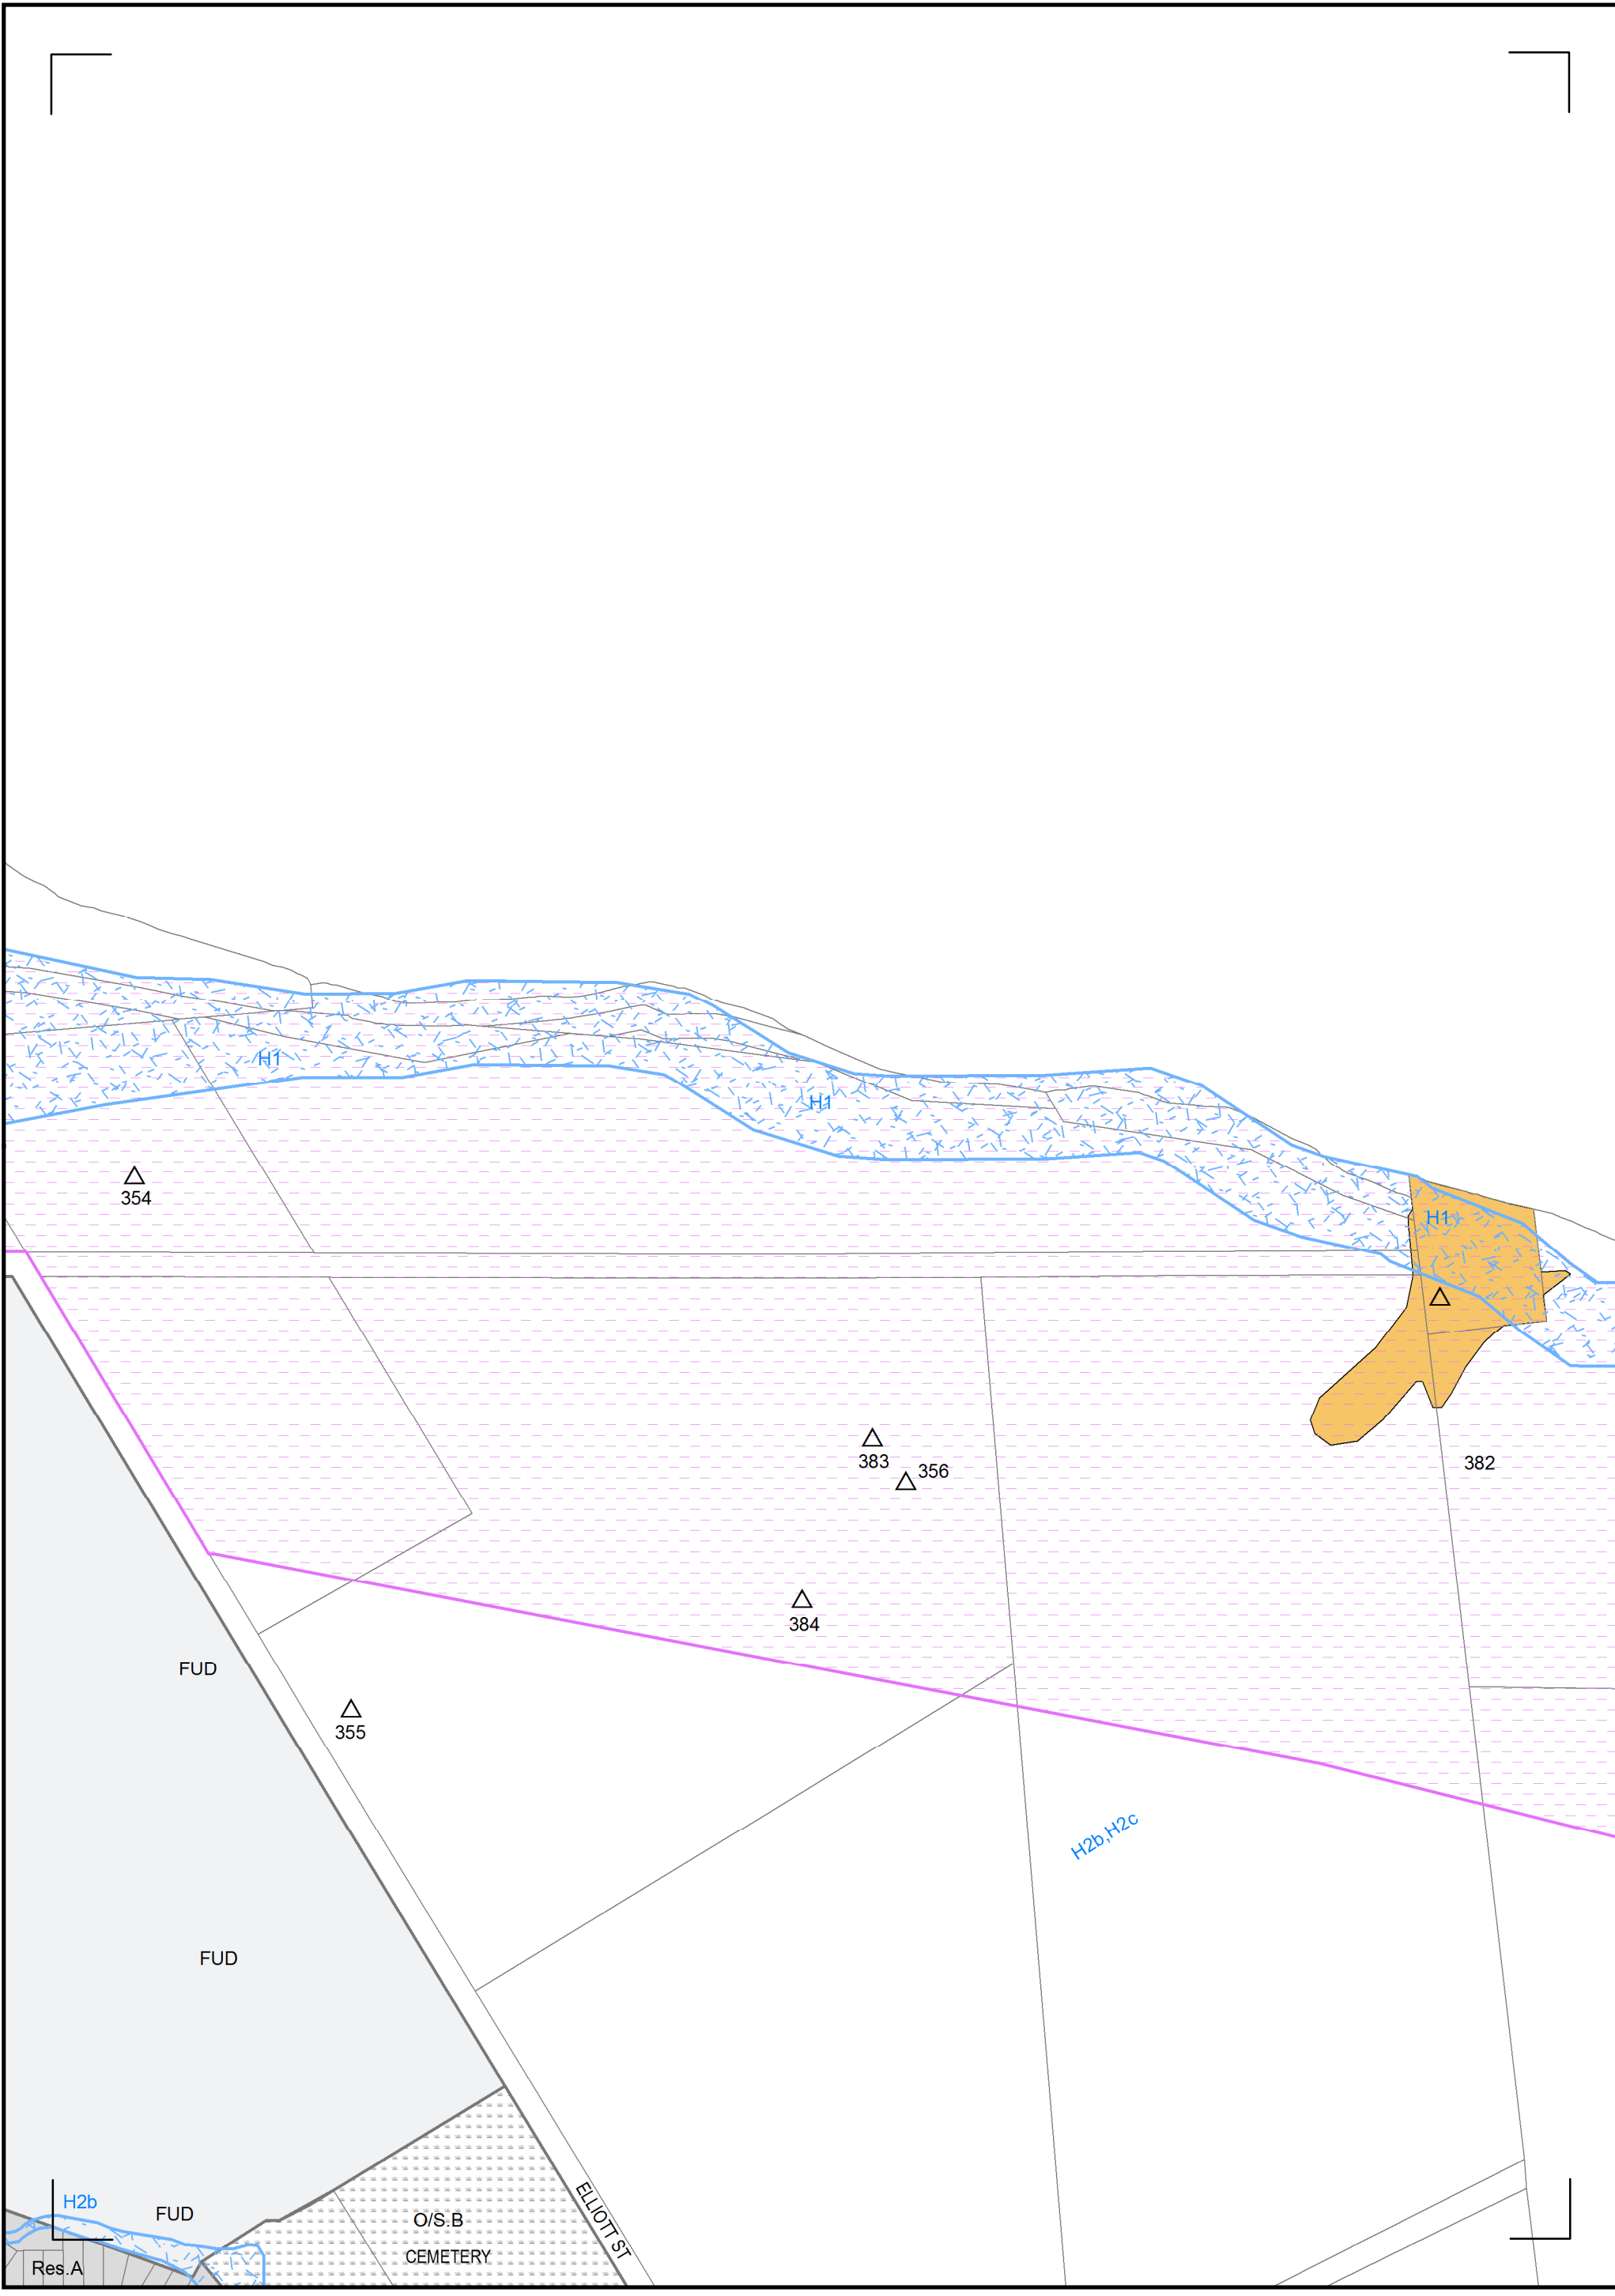 H1
H1
354
H1
383
356
382
384
FUD
355
H2b,H2c
FUD
H2b
FUD
O/S.B
ELLIOTT ST
CEMETERY
Res.A